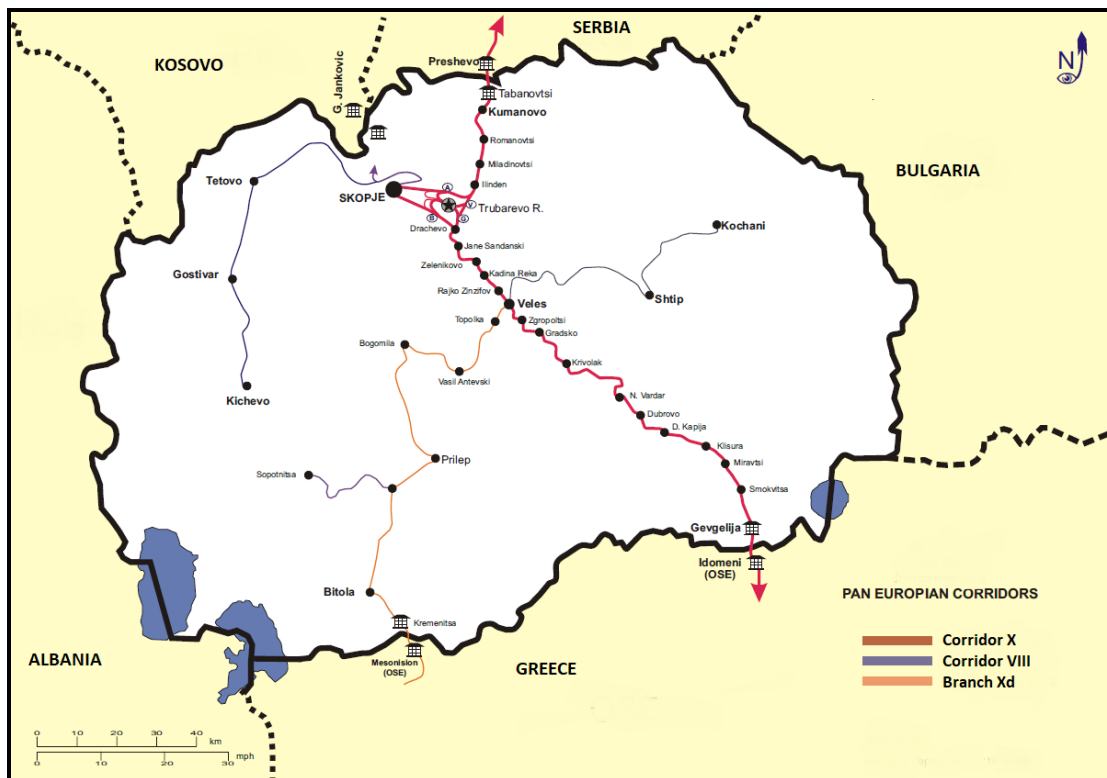 SERBIA
KOSOVO
Preshevo
N
G. Jankovic
Tabanovtsi
Kumanovo
Romanovtsi
BULGARIA
Miladinovtsi
Tetovo
Ilinden
SKOPJE
A
V
Trubarevo R.
B
G
Drachevo
Kochani
Jane Sandanski
Zelenikovo
Kadina Reka
Gostivar
Rajko Zinzifov
Veles
Shtip
Topolka
Zgropoltsi
Gradsko
Bogomila
Krivolak
Vasil Antevski
Kichevo
N. Vardar
Dubrovo
D. Kapija
Klisura
Prilep
Miravtsi
Sopotnitsa
Smokvitsa
Gevgelija
Idomeni
(OSE)
Bitola
PAN EUROPIAN CORRIDORS
Kremenitsa
Corridor X
ALBANIA
Mesonision
(OSE)
GREECE
Corridor VIII
Branch Xd
0 10 20 30 40
km
mph
0 10 20 30